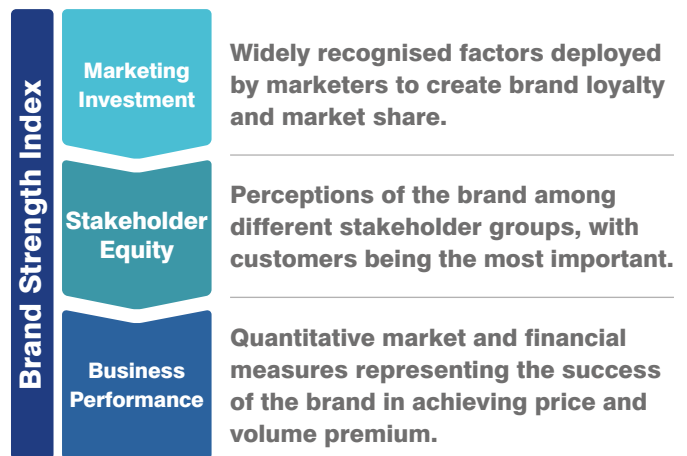 Brand Strength Index
Marketing
Investment
Widely recognised factors deployed
by marketers to create brand loyalty
and market share.
Stakeholder
Equity
Perceptions of the brand among
different stakeholder groups, with
customers being the most important.
Business
Performance
Quantitative market and financial
measures representing the success
of the brand in achieving price and
volume premium.